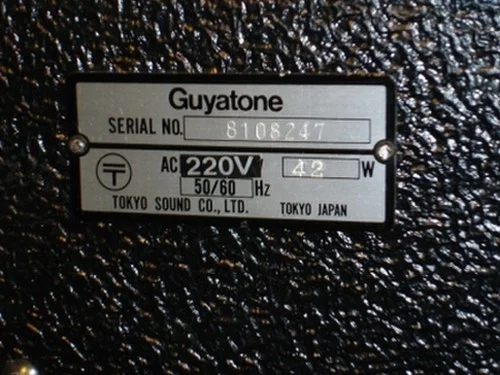 Guyatone
SERIAL NO. 8108247
AC 220V 42 W
50/60 Hz
TOKYO SOUND CO., LTD. TOKYO JAPAN